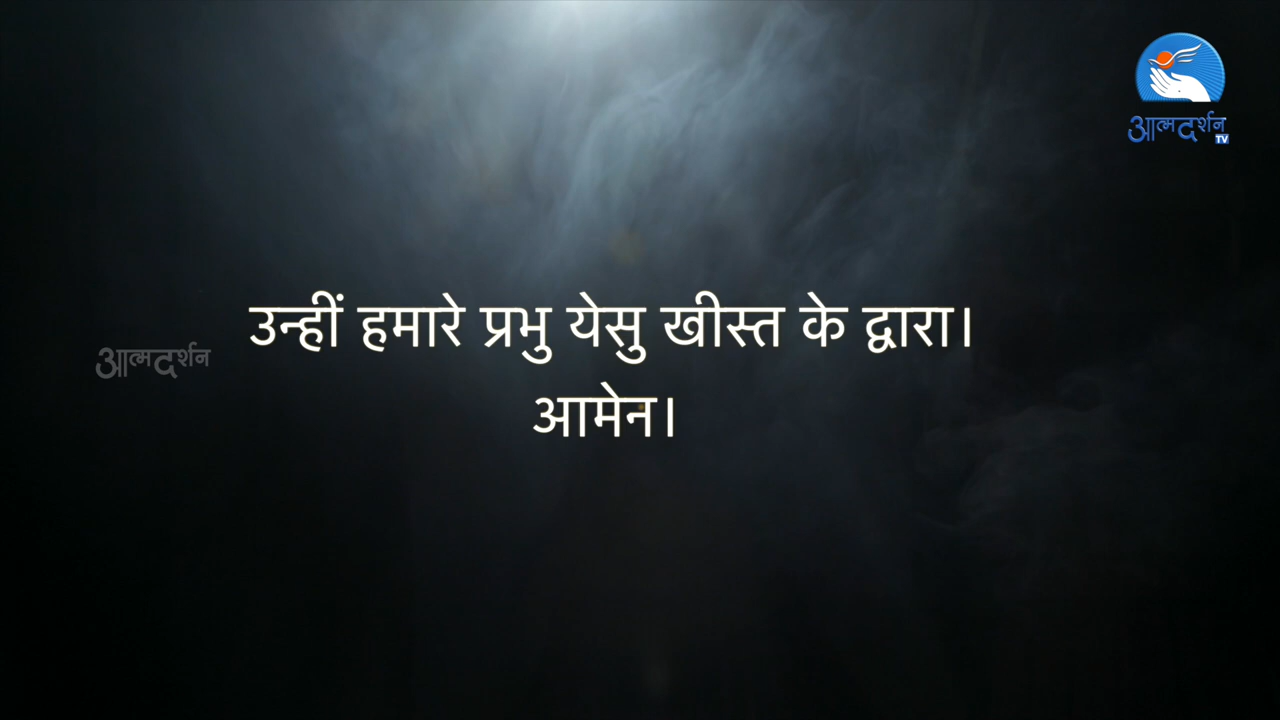 आत्मदर्शन
TV
उन्हीं हमारे प्रभु येसु खीस्त के द्वारा।
आत्मदर्शन
आमेन।